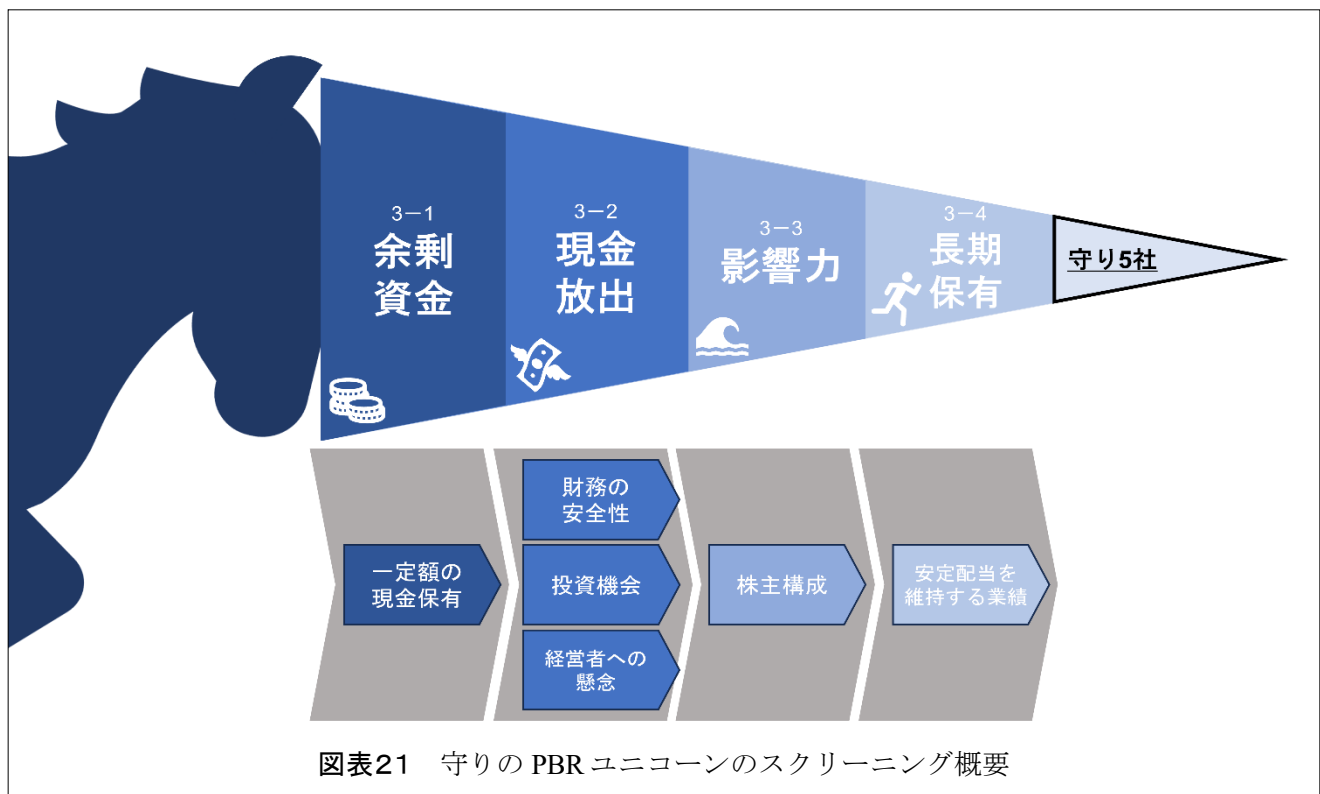 3-1
余剰
資金
3-2
現金
放出
3-3
影響力
3-4
長期
保有
守り5社
一定額の
現金保有
財務の
安全性
投資機会
経営者への
懸念
株主構成
安定配当を
維持する業績
図表21 守りの PBR ユニコーンのスクリーニング概要